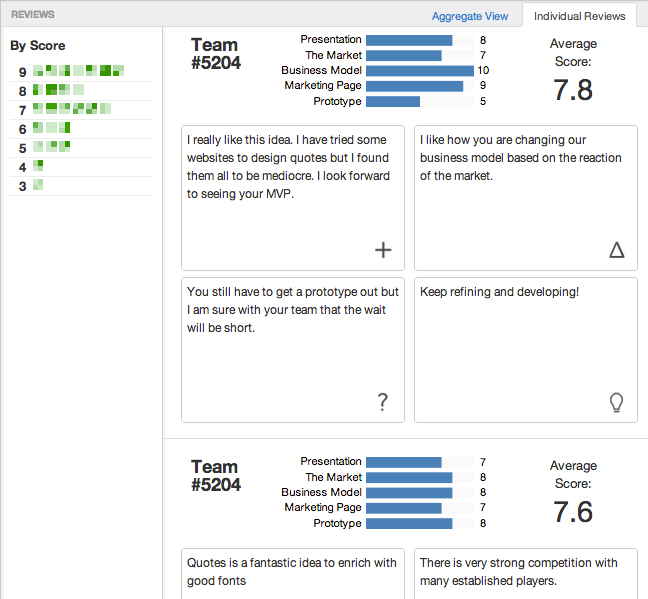 REVIEWS
Aggregate View
Individual Reviews
By Score
9
8
7
6
5
4
3
Team
#5204
Presentation 8
The Market 7
Business Model 10
Marketing Page 9
Prototype 5
Average
Score:
7.8
I really like this idea. I have tried some
websites to design quotes but I found
them all to be mediocre. I look forward
to seeing your MVP.
+
I like how you are changing our
business model based on the reaction
of the market.
Δ
You still have to get a prototype out but
I am sure with your team that the wait
will be short.
?
Keep refining and developing!
Team
#5204
Presentation 7
The Market 8
Business Model 8
Marketing Page 7
Prototype 8
Average
Score:
7.6
Quotes is a fantastic idea to enrich with
good fonts
There is very strong competition with
many established players.